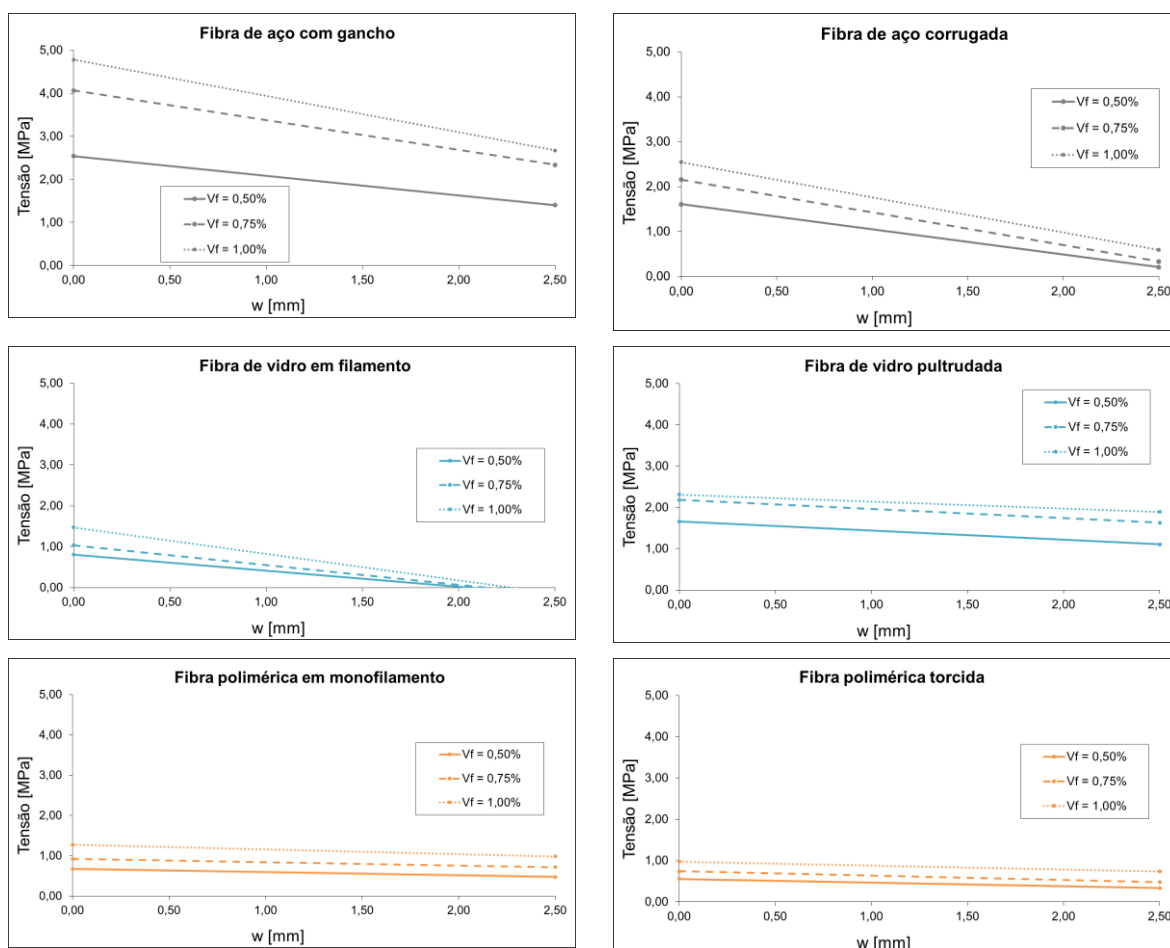 Fibra de aço com gancho
5,00
4,00
3,00
2,00
1,00
0,00
Tensão [MPa]
Vf = 0,50%
Vf = 0,75%
Vf = 1,00%
0,00 0,50 1,00 1,50 2,00 2,50
w [mm]
Fibra de aço corrugada
5,00
4,00
3,00
2,00
1,00
0,00
Tensão [MPa]
Vf = 0,50%
Vf = 0,75%
Vf = 1,00%
0,00 0,50 1,00 1,50 2,00 2,50
w [mm]
Fibra de vidro em filamento
5,00
4,00
3,00
2,00
1,00
0,00
Tensão [MPa]
Vf = 0,50%
Vf = 0,75%
Vf = 1,00%
0,00 0,50 1,00 1,50 2,00 2,50
w [mm]
Fibra de vidro pultrudada
5,00
4,00
3,00
2,00
1,00
0,00
Tensão [MPa]
Vf = 0,50%
Vf = 0,75%
Vf = 1,00%
0,00 0,50 1,00 1,50 2,00 2,50
w [mm]
Fibra polimérica em monofilamento
5,00
4,00
3,00
2,00
1,00
0,00
Tensão [MPa]
Vf = 0,50%
Vf = 0,75%
Vf = 1,00%
0,00 0,50 1,00 1,50 2,00 2,50
w [mm]
Fibra polimérica torcida
5,00
4,00
3,00
2,00
1,00
0,00
Tensão [MPa]
Vf = 0,50%
Vf = 0,75%
Vf = 1,00%
0,00 0,50 1,00 1,50 2,00 2,50
w [mm]